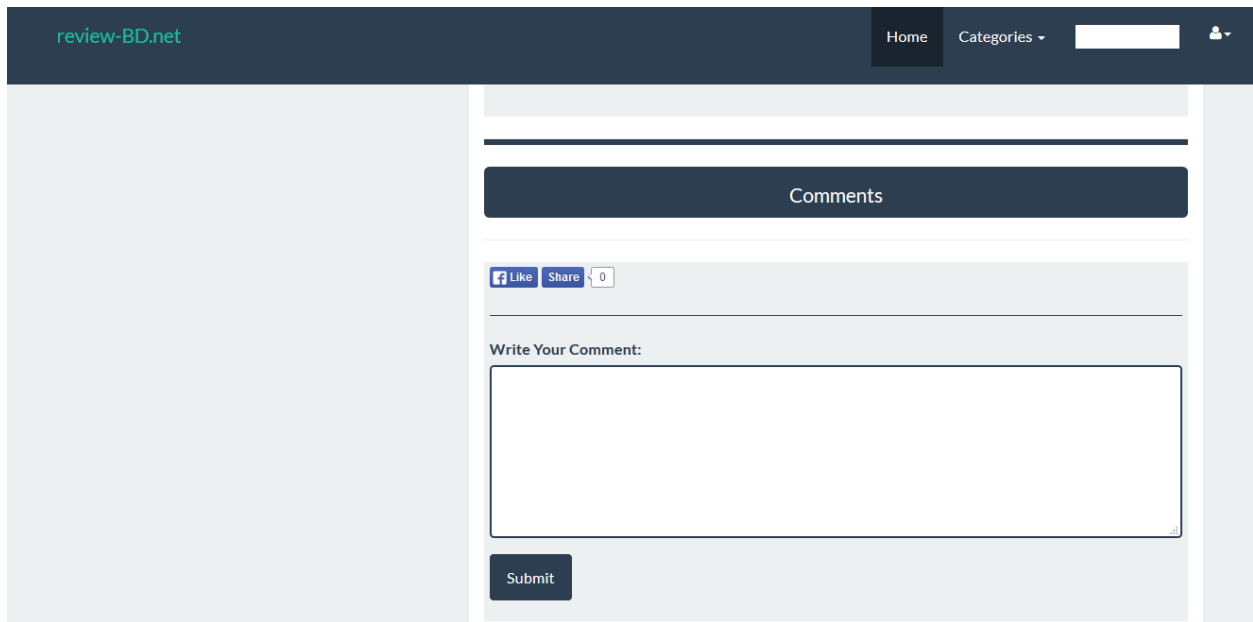 review-BD.net
Home Categories
Comments
Like Share 0
Write Your Comment:
Submit